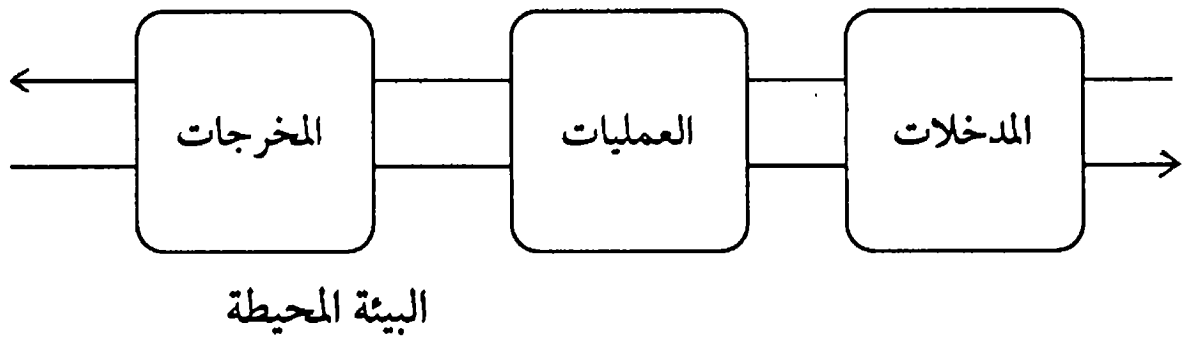 المدخلات
العمليات
المخرجات
البيئة المحيطة